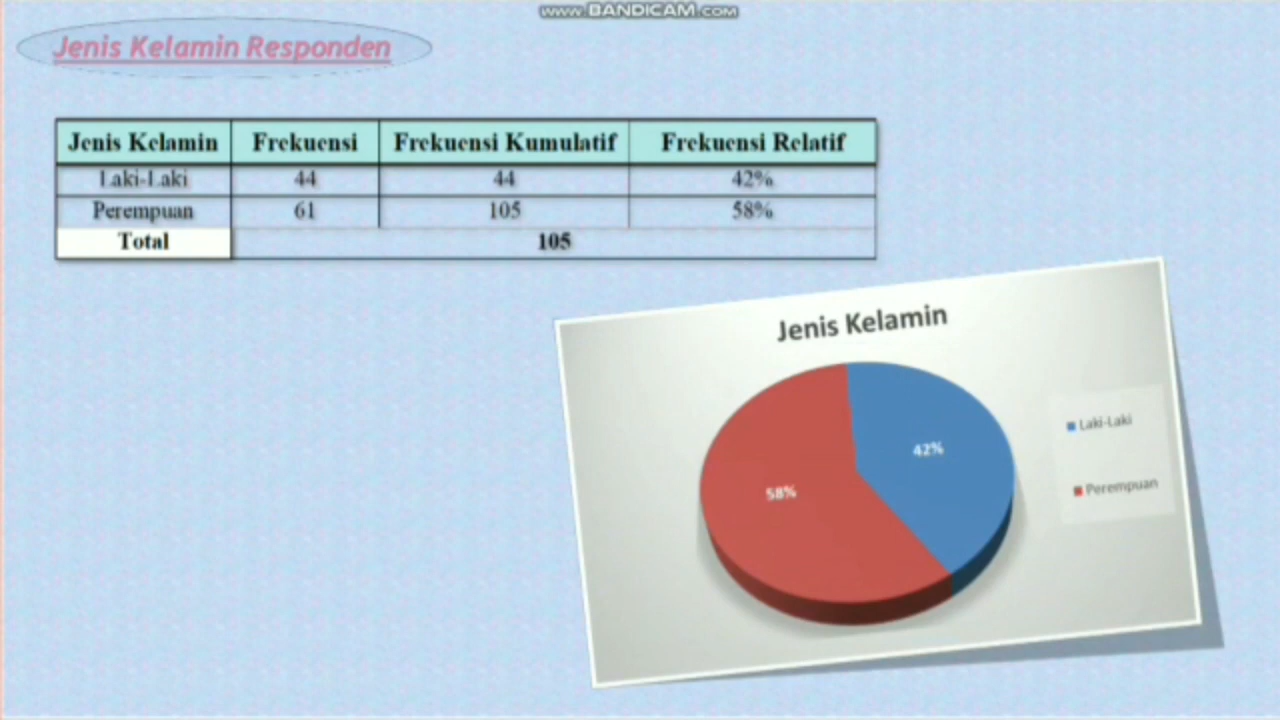 www.BANDICAM.COM
Jenis Kelamin Responden
Jenis Kelamin Frekuensi Frekuensi Kumulatif Frekuensi Relatif
Laki-Laki 44 44 42%
Perempuan 61 105 58%
Total 105
Jenis Kelamin
42%
58%
Laki-Laki
Perempuan